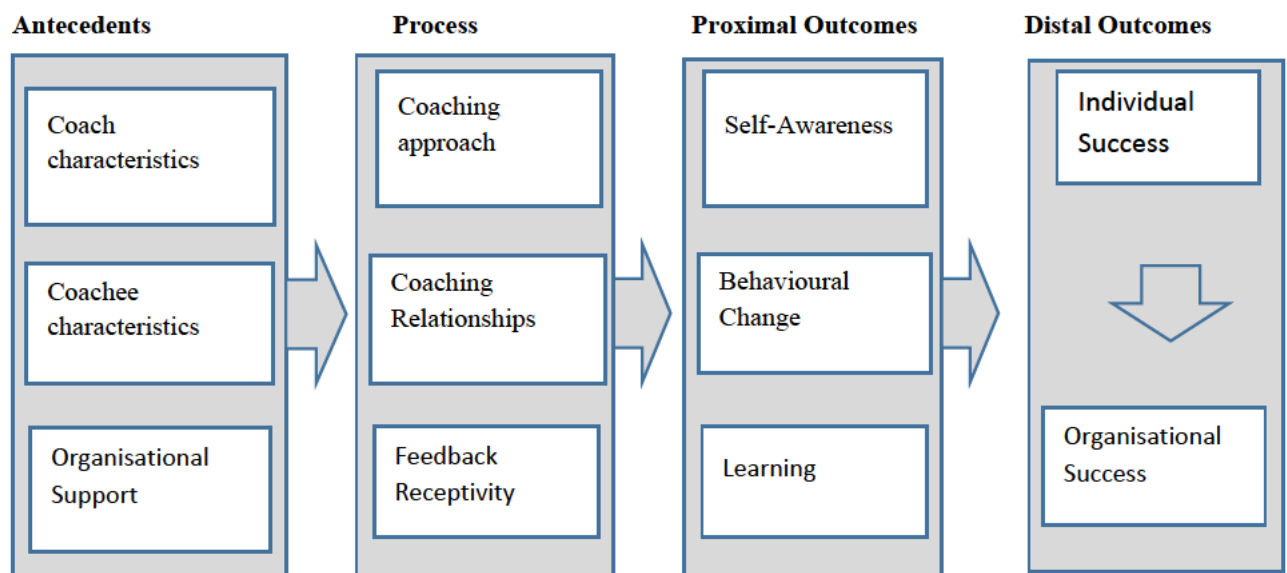 Antecedents
Process
Proximal Outcomes
Distal Outcomes
Coach
characteristics
Coachee
characteristics
Organisational
Support
Coaching
approach
Coaching
Relationships
Feedback
Receptivity
Self-Awareness
Behavioural
Change
Learning
Individual
Success
Organisational
Success